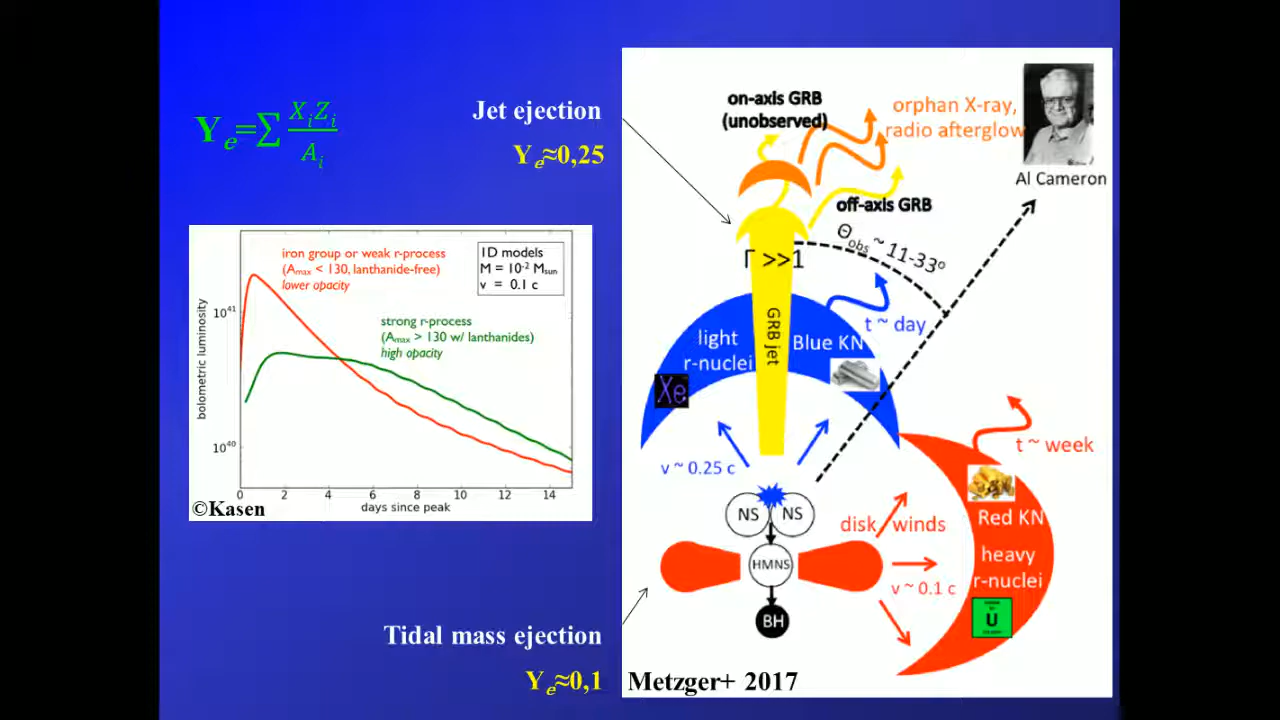 Y_e=∑ X_i Z_i / A_i
Jet ejection
Y_e≈0,25
iron group or weak r-process
(A_max < 130, lanthanide-free)
lower opacity
1D models
M = 10^-2 M_sun
v = 0.1 c
strong r-process
(A_max > 130 w/ lanthanides)
high opacity
bolometric luminosity
10^41
10^40
0 2 4 6 8 10 12 14
days since peak
©Kasen
Tidal mass ejection
Y_e≈0,1
on-axis GRB
(unobserved)
orphan X-ray,
radio afterglow
Al Cameron
off-axis GRB
Θ_obs ~ 11-33°
Γ >>1
GRB jet
t ~ day
light
r-nuclei
Blue KN
Xe
v ~ 0.25 c
t ~ week
NS NS
disk winds
Red KN
HMNS
heavy
r-nuclei
v ~ 0.1 c
U
BH
Metzger+ 2017